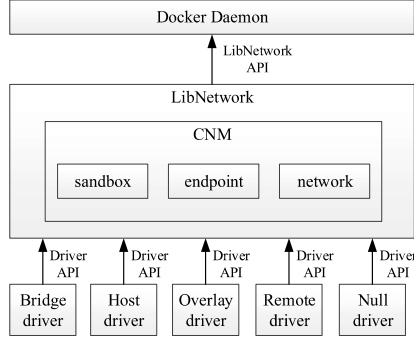 Docker Daemon
LibNetwork
API
LibNetwork
CNM
sandbox endpoint network
Driver Driver Driver Driver Driver
API API API API API
Bridge Host Overlay Remote Null
driver driver driver driver driver